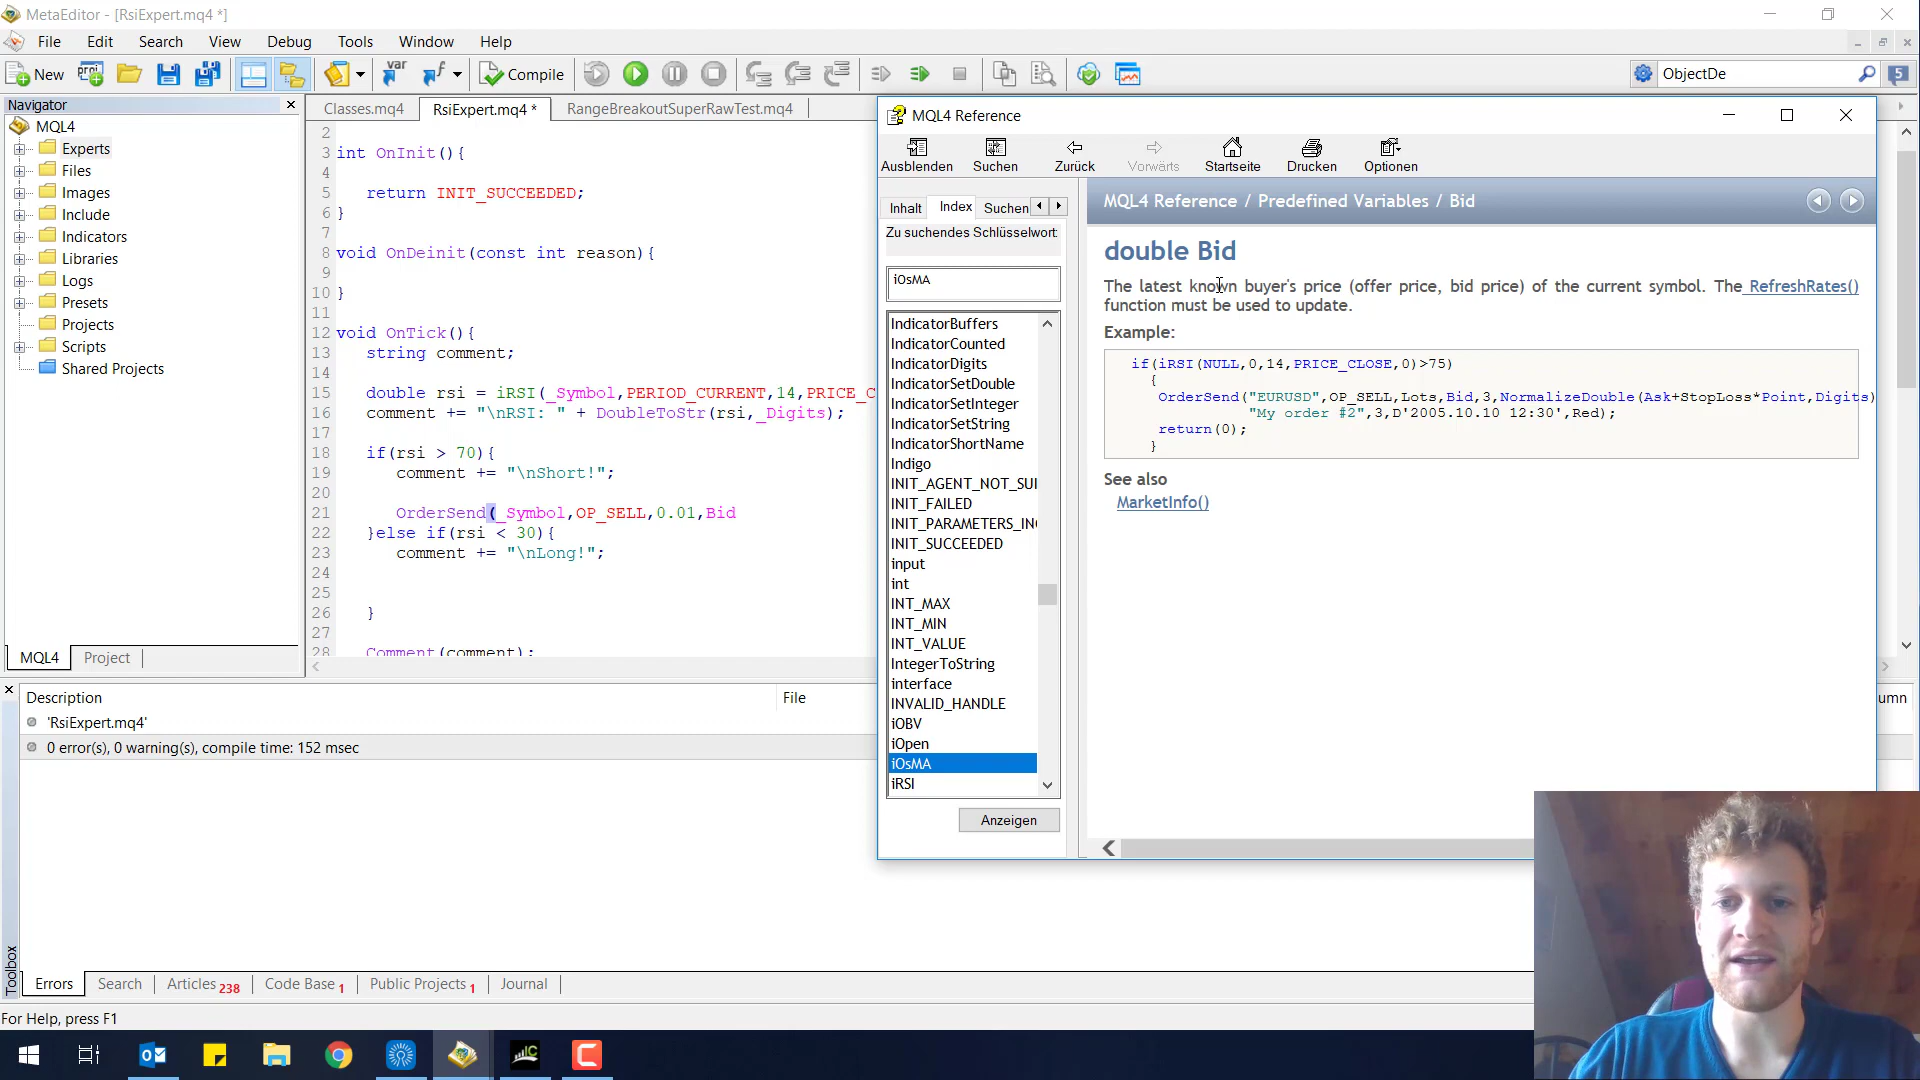 MetaEditor - [RsiExpert.mq4 *]
File Edit Search View Debug Tools Window Help
New proj var Compile ObjectDe 5
Navigator
MQL4
Experts
Files
Images
Include
Indicators
Libraries
Logs
Presets
Projects
Scripts
Shared Projects
MQL4 Project
Classes.mq4 RsiExpert.mq4 * RangeBreakoutSuperRawTest.mq4
2
3 int OnInit(){
4
5 return INIT_SUCCEEDED;
6 }
7
8 void OnDeinit(const int reason){
9
10 }
11
12 void OnTick(){
13 string comment;
14
15 double rsi = iRSI(_Symbol,PERIOD_CURRENT,14,PRICE_C
16 comment += "\nRSI: " + DoubleToStr(rsi,_Digits);
17
18 if(rsi > 70){
19 comment += "\nShort!";
20
21 OrderSend(_Symbol,OP_SELL,0.01,Bid
22 }else if(rsi < 30){
23 comment += "\nLong!";
24
25
26 }
27
28 Comment(comment);
MQL4 Reference
Ausblenden Suchen Zurück Vorwärts Startseite Drucken Optionen
Inhalt Index Suchen
Zu suchendes Schlüsselwort
iOsMA
IndicatorBuffers
IndicatorCounted
IndicatorDigits
IndicatorSetDouble
IndicatorSetInteger
IndicatorSetString
IndicatorShortName
Indigo
INIT_AGENT_NOT_SUI
INIT_FAILED
INIT_PARAMETERS_IN
INIT_SUCCEEDED
input
int
INT_MAX
INT_MIN
INT_VALUE
IntegerToString
interface
INVALID_HANDLE
iOBV
iOpen
iOsMA
iRSI
Anzeigen
MQL4 Reference / Predefined Variables / Bid
double Bid
The latest known buyer's price (offer price, bid price) of the current symbol. The RefreshRates()
function must be used to update.
Example:
if(iRSI(NULL,0,14,PRICE_CLOSE,0)>75)
{
OrderSend("EURUSD",OP_SELL,Lots,Bid,3,NormalizeDouble(Ask+StopLoss*Point,Digits)
"My order #2",3,D'2005.10.10 12:30',Red);
return(0);
}
See also
MarketInfo()
Description File umn
'RsiExpert.mq4'
0 error(s), 0 warning(s), compile time: 152 msec
Toolbox
Errors Search Articles 238 Code Base 1 Public Projects 1 Journal
For Help, press F1